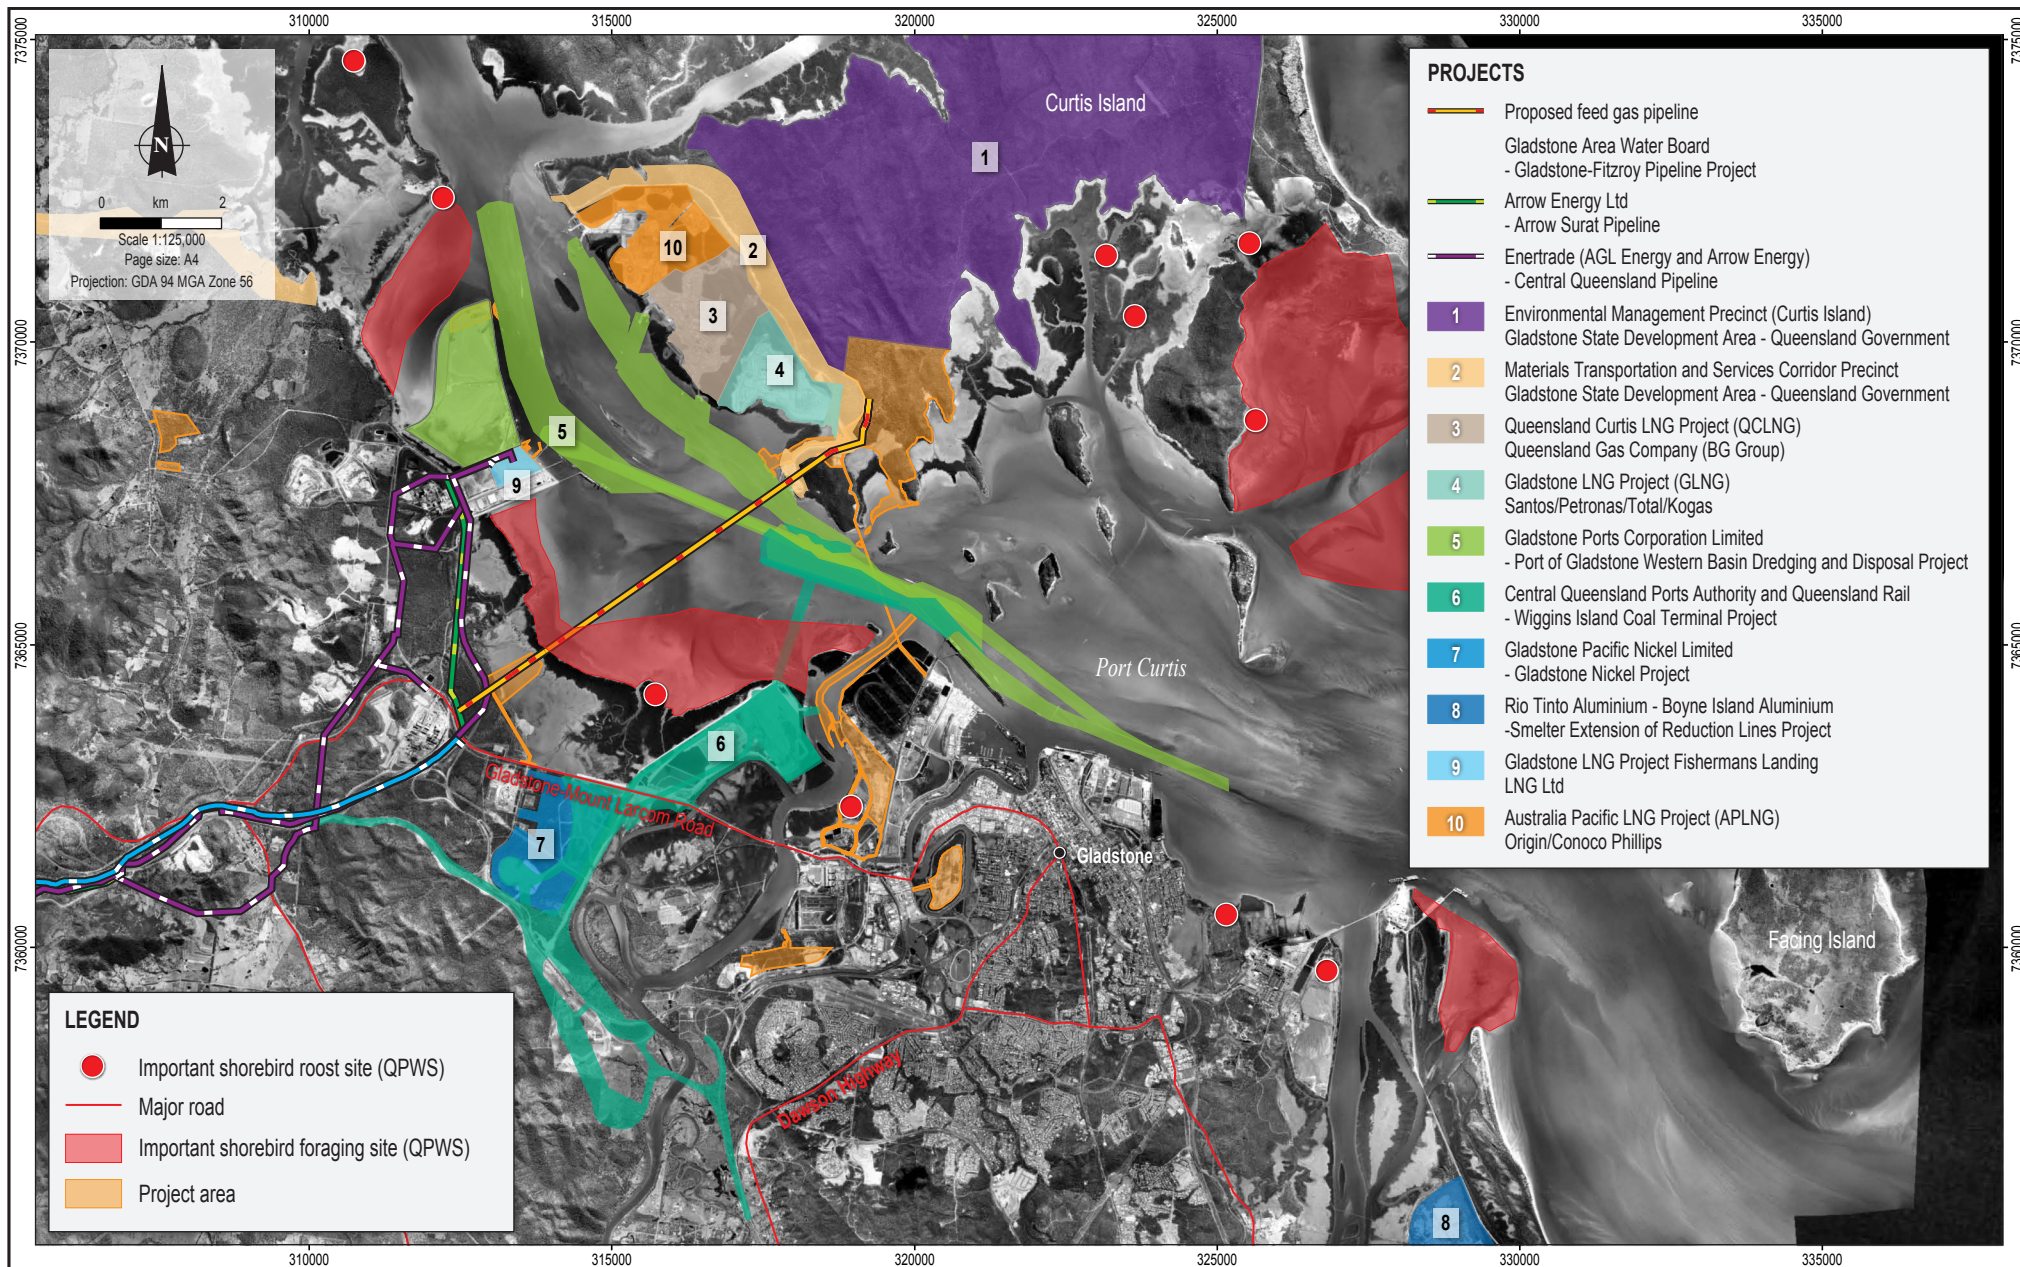 310000
315000
320000
325000
330000
335000
7375000
7375000
N
0 km 2
Scale 1:125,000
Page size: A4
Projection: GDA 94 MGA Zone 56
Curtis Island
PROJECTS
Proposed feed gas pipeline
Gladstone Area Water Board
- Gladstone-Fitzroy Pipeline Project
Arrow Energy Ltd
- Arrow Surat Pipeline
Enertrade (AGL Energy and Arrow Energy)
- Central Queensland Pipeline
1 Environmental Management Precinct (Curtis Island)
Gladstone State Development Area - Queensland Government
2 Materials Transportation and Services Corridor Precinct
Gladstone State Development Area - Queensland Government
3 Queensland Curtis LNG Project (QCLNG)
Queensland Gas Company (BG Group)
4 Gladstone LNG Project (GLNG)
Santos/Petronas/Total/Kogas
5 Gladstone Ports Corporation Limited
- Port of Gladstone Western Basin Dredging and Disposal Project
6 Central Queensland Ports Authority and Queensland Rail
- Wiggins Island Coal Terminal Project
7 Gladstone Pacific Nickel Limited
- Gladstone Nickel Project
8 Rio Tinto Aluminium - Boyne Island Aluminium
-Smelter Extension of Reduction Lines Project
9 Gladstone LNG Project Fishermans Landing
LNG Ltd
10 Australia Pacific LNG Project (APLNG)
Origin/Conoco Phillips
1
10
2
3
4
5
9
7370000
7370000
7365000
7365000
Port Curtis
6
Gladstone-Mount Larcom Road
7
Gladstone
7360000
7360000
Facing Island
Dawson Highway
8
LEGEND
Important shorebird roost site (QPWS)
Major road
Important shorebird foraging site (QPWS)
Project area
310000
315000
320000
325000
330000
335000